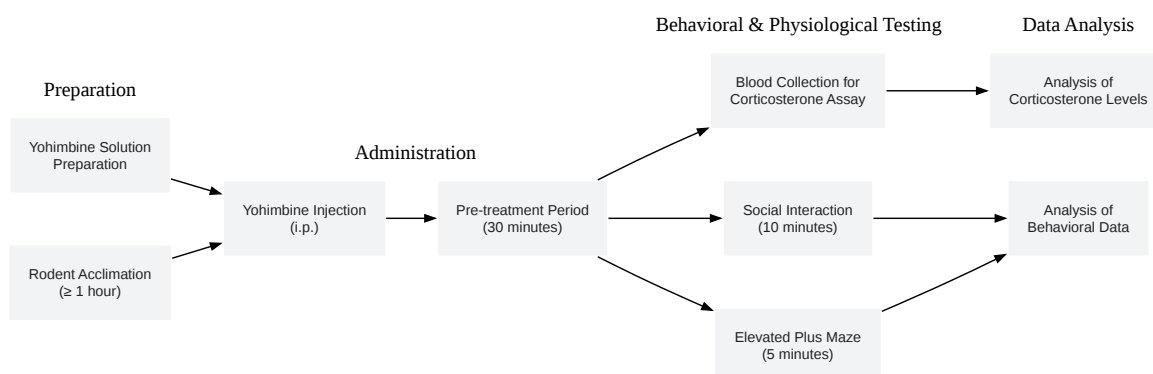 Preparation
Yohimbine Solution
Preparation
Rodent Acclimation
(≥ 1 hour)
Administration
Yohimbine Injection
(i.p.)
Pre-treatment Period
(30 minutes)
Behavioral & Physiological Testing
Blood Collection for
Corticosterone Assay
Social Interaction
(10 minutes)
Elevated Plus Maze
(5 minutes)
Data Analysis
Analysis of
Corticosterone Levels
Analysis of
Behavioral Data